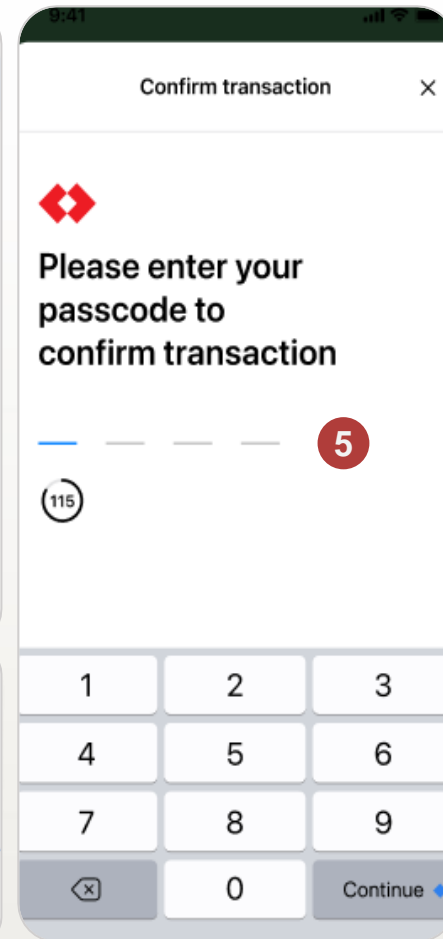 9:41
Confirm transaction
Please enter your
passcode to
confirm transaction
5
115
1 2 3
4 5 6
7 8 9
0 Continue